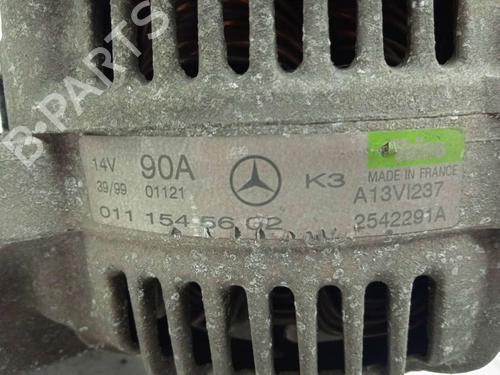 B-PARTS
14V 90A K3 MADE IN FRANCE
39/99 01121 A13VI237
011 154 56 02 2542291A